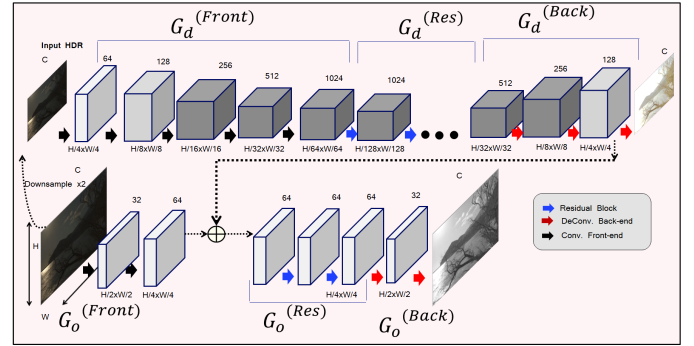 G_d^(Front)
G_d^(Res)
G_d^(Back)
Input HDR
C
64
128
256
512
1024
1024
512
256
128
C
H/4xW/4
H/8xW/8
H/16xW/16
H/32xW/32
H/64xW/64
H/128xW/128
H/32xW/32
H/8xW/8
H/4xW/4
Downsample x2
C
32
64
64
64
64
32
C
H
W
H/2xW/2
H/4xW/4
H/4xW/4
H/2xW/2
Residual Block
DeConv. Back-end
Conv. Front-end
G_o^(Front)
G_o^(Res)
G_o^(Back)